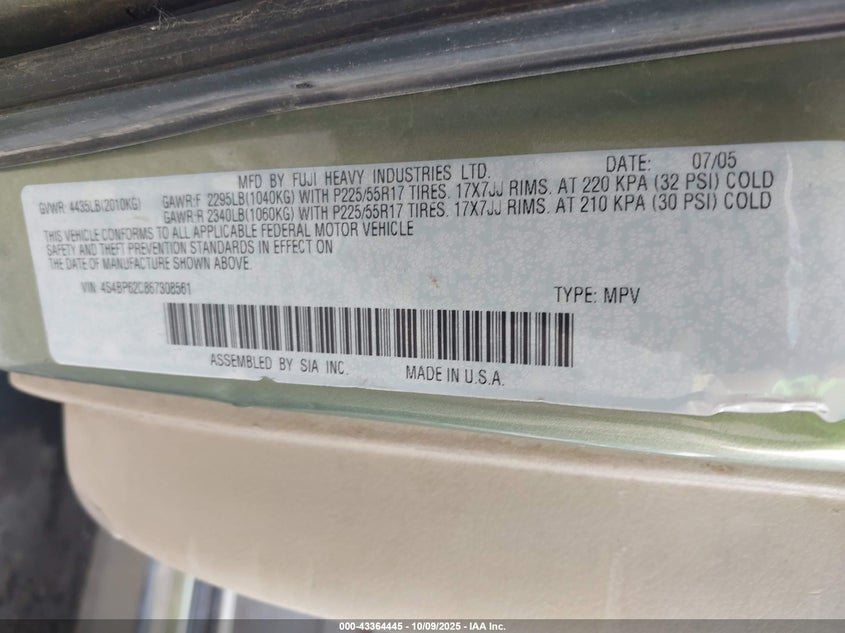 MFD BY FUJI HEAVY INDUSTRIES LTD. DATE: 07/05
GVWR: 4435LB(2010KG) GAWR:F 2295LB(1040KG) WITH P225/55R17 TIRES. 17X7JJ RIMS. AT 220 KPA (32 PSI) COLD
GAWR:R 2340LB(1060KG) WITH P225/55R17 TIRES. 17X7JJ RIMS. AT 210 KPA (30 PSI) COLD
THIS VEHICLE CONFORMS TO ALL APPLICABLE FEDERAL MOTOR VEHICLE
SAFETY AND THEFT PREVENTION STANDARDS IN EFFECT ON
THE DATE OF MANUFACTURE SHOWN ABOVE.
VIN: 4S4BP62C867308561 TYPE: MPV
ASSEMBLED BY SIA INC. MADE IN U.S.A.
000-43364445 - 10/09/2025 - IAA Inc.